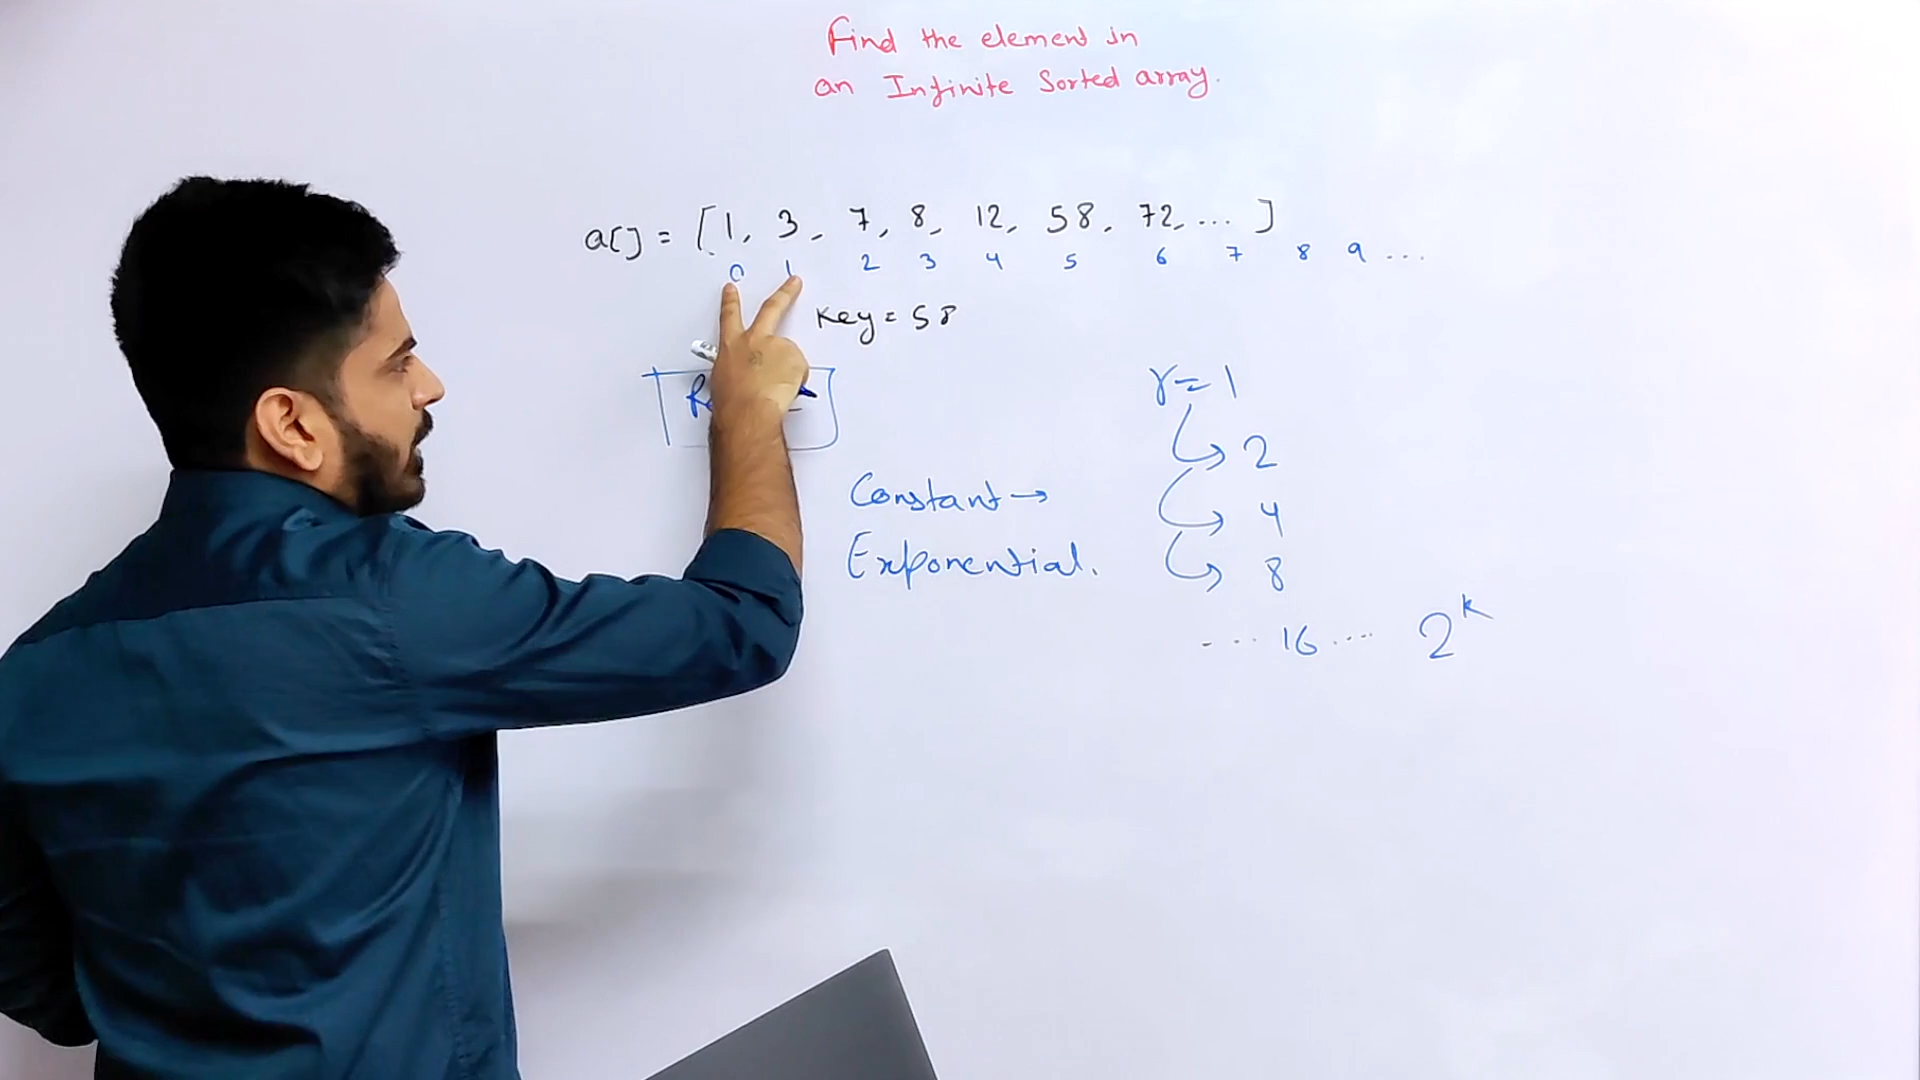 Find the element in
an Infinite Sorted array.
a[] = [1, 3, 7, 8, 12, 58, 72, ... ]
0 1 2 3 4 5 6 7 8 9 ...
Key = 58
r = 1
2
Constant →
4
Exponential.
8
... 16 .... 2^k